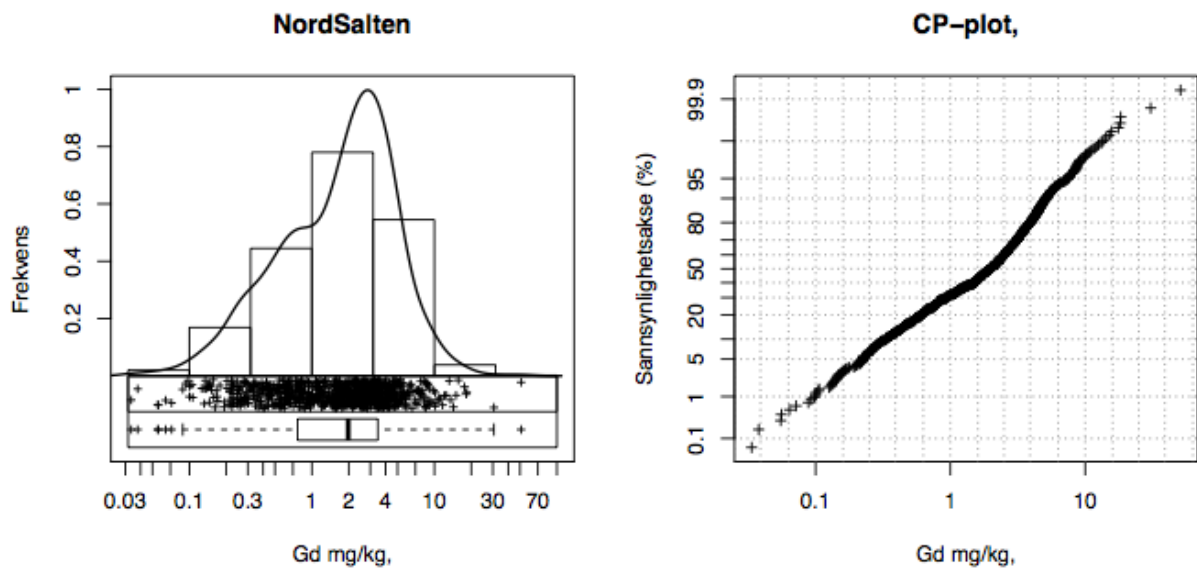 NordSalten
Frekvens
1
0.8
0.6
0.4
0.2
0.03 0.1 0.3 1 2 4 10 30 70
Gd mg/kg,
CP-plot,
Sannsynlighetsakse (%)
99.9
95
80
50
20
5
1
0.1
0.1 1 10
Gd mg/kg,